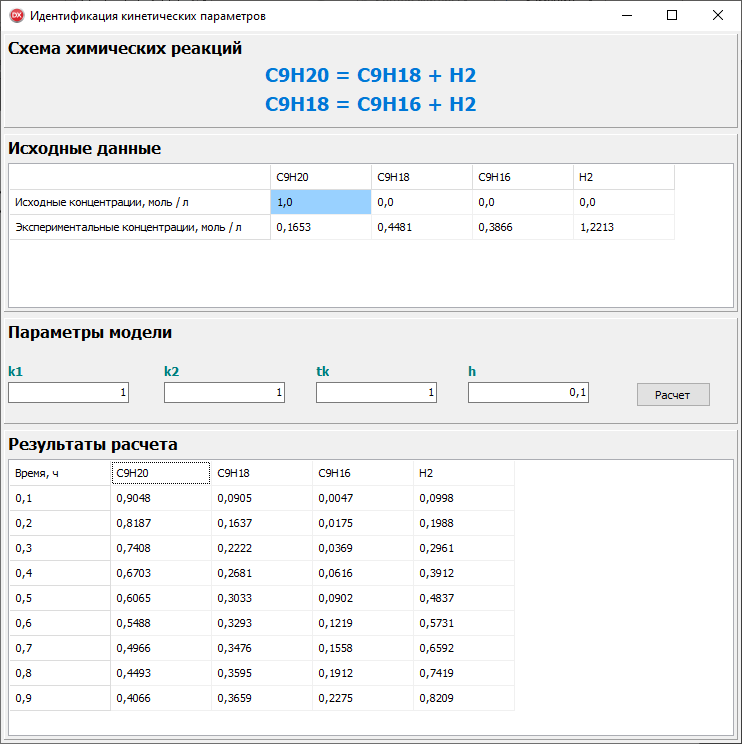 DX Идентификация кинетических параметров
Схема химических реакций
C9H20 = C9H18 + H2
C9H18 = C9H16 + H2
Исходные данные
C9H20 C9H18 C9H16 H2
Исходные концентрации, моль / л 1,0 0,0 0,0 0,0
Экспериментальные концентрации, моль / л 0,1653 0,4481 0,3866 1,2213
Параметры модели
k1 k2 tk h
1 1 1 0,1 Расчет
Результаты расчета
Время, ч C9H20 C9H18 C9H16 H2
0,1 0,9048 0,0905 0,0047 0,0998
0,2 0,8187 0,1637 0,0175 0,1988
0,3 0,7408 0,2222 0,0369 0,2961
0,4 0,6703 0,2681 0,0616 0,3912
0,5 0,6065 0,3033 0,0902 0,4837
0,6 0,5488 0,3293 0,1219 0,5731
0,7 0,4966 0,3476 0,1558 0,6592
0,8 0,4493 0,3595 0,1912 0,7419
0,9 0,4066 0,3659 0,2275 0,8209